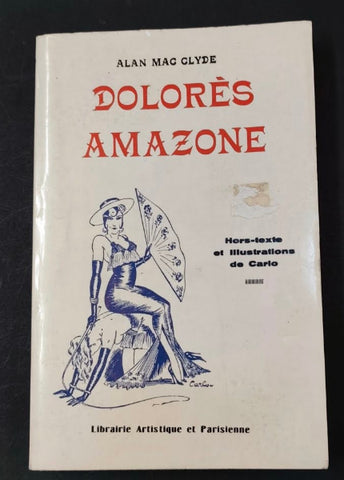 ALAN MAC CLYDE
DOLORÈS
AMAZONE
Hors-texte
et illustrations
de Carlo
Carlo
Librairie Artistique et Parisienne